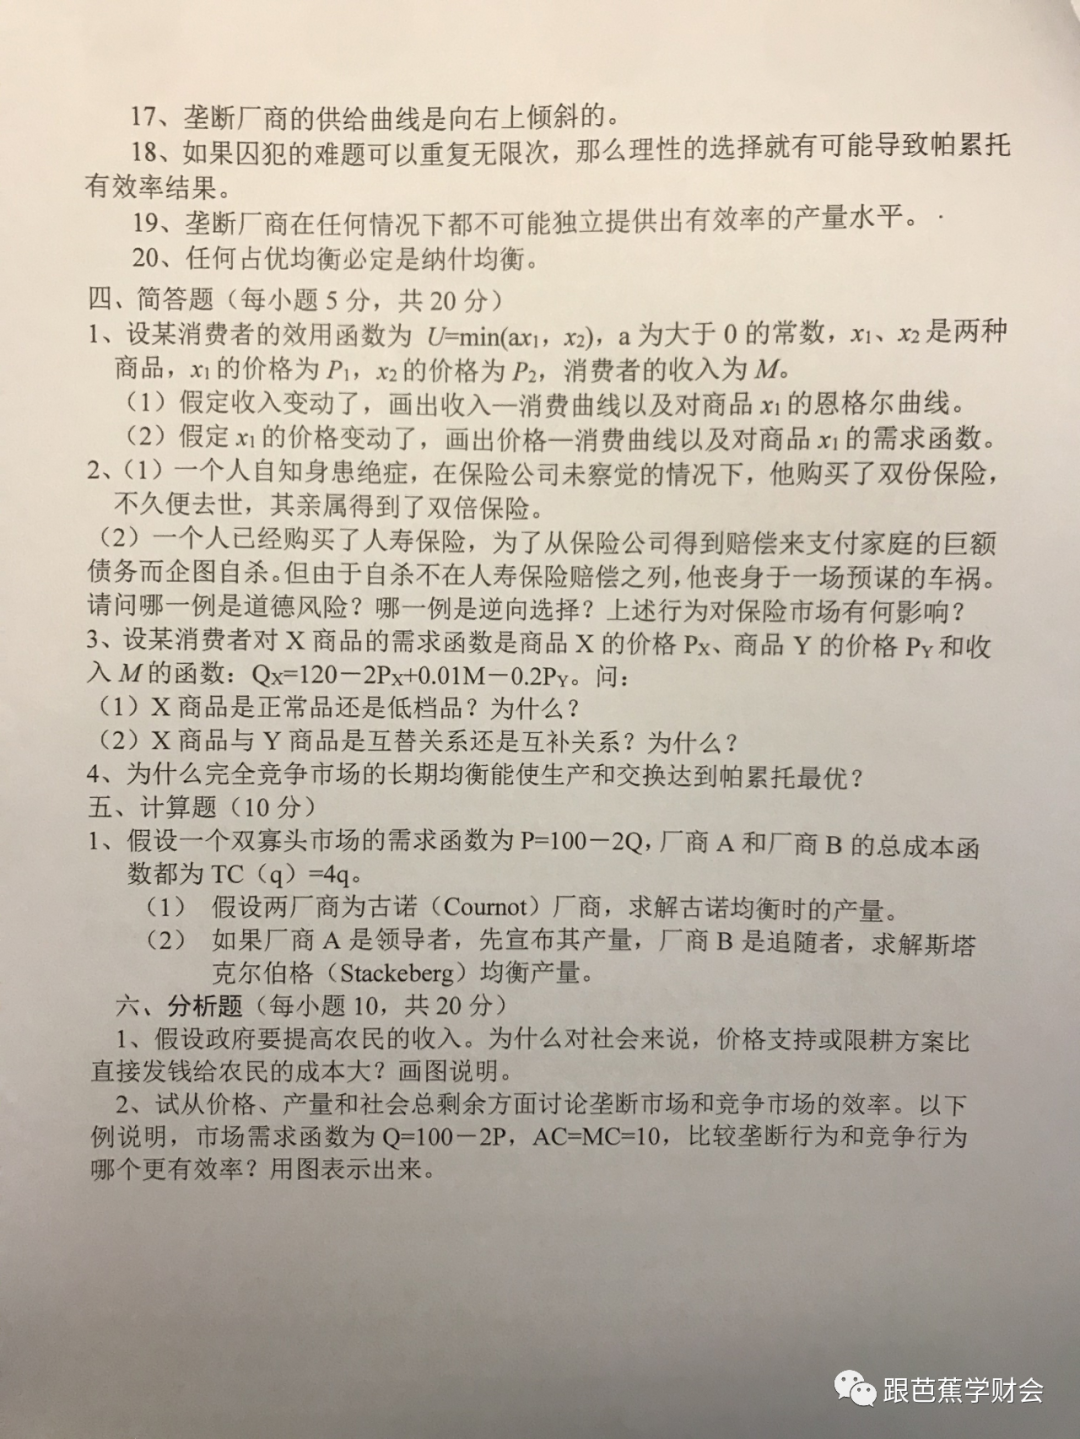 17、垄断厂商的供给曲线是向右上倾斜的。
18、如果囚犯的难题可以重复无限次，那么理性的选择就有可能导致帕累托
有效率结果。
19、垄断厂商在任何情况下都不可能独立提供出有效率的产量水平。
20、任何占优均衡必定是纳什均衡。
四、简答题（每小题 5 分，共 20 分）
1、设某消费者的效用函数为 U=min(ax1，x2)，a 为大于 0 的常数，x1、x2 是两种
商品，x1 的价格为 P1，x2 的价格为 P2，消费者的收入为 M。
（1）假定收入变动了，画出收入—消费曲线以及对商品 x1 的恩格尔曲线。
（2）假定 x1 的价格变动了，画出价格—消费曲线以及对商品 x1 的需求函数。
2、（1）一个人自知身患绝症，在保险公司未察觉的情况下，他购买了双份保险，
不久便去世，其亲属得到了双倍保险。
（2）一个人已经购买了人寿保险，为了从保险公司得到赔偿来支付家庭的巨额
债务而企图自杀。但由于自杀不在人寿保险赔偿之列，他丧身于一场预谋的车祸。
请问哪一例是道德风险？哪一例是逆向选择？上述行为对保险市场有何影响？
3、设某消费者对 X 商品的需求函数是商品 X 的价格 PX、商品 Y 的价格 PY 和收
入 M 的函数：QX=120－2PX+0.01M－0.2PY。问：
（1）X 商品是正常品还是低档品？为什么？
（2）X 商品与 Y 商品是互替关系还是互补关系？为什么？
4、为什么完全竞争市场的长期均衡能使生产和交换达到帕累托最优？
五、计算题（10 分）
1、假设一个双寡头市场的需求函数为 P=100－2Q，厂商 A 和厂商 B 的总成本函
数都为 TC（q）=4q。
（1） 假设两厂商为古诺（Cournot）厂商，求解古诺均衡时的产量。
（2） 如果厂商 A 是领导者，先宣布其产量，厂商 B 是追随者，求解斯塔
克尔伯格（Stackeberg）均衡产量。
六、分析题（每小题 10，共 20 分）
1、假设政府要提高农民的收入。为什么对社会来说，价格支持或限耕方案比
直接发钱给农民的成本大？画图说明。
2、试从价格、产量和社会总剩余方面讨论垄断市场和竞争市场的效率。以下
例说明，市场需求函数为 Q=100－2P，AC=MC=10，比较垄断行为和竞争行为
哪个更有效率？用图表示出来。
跟芭蕉学财会